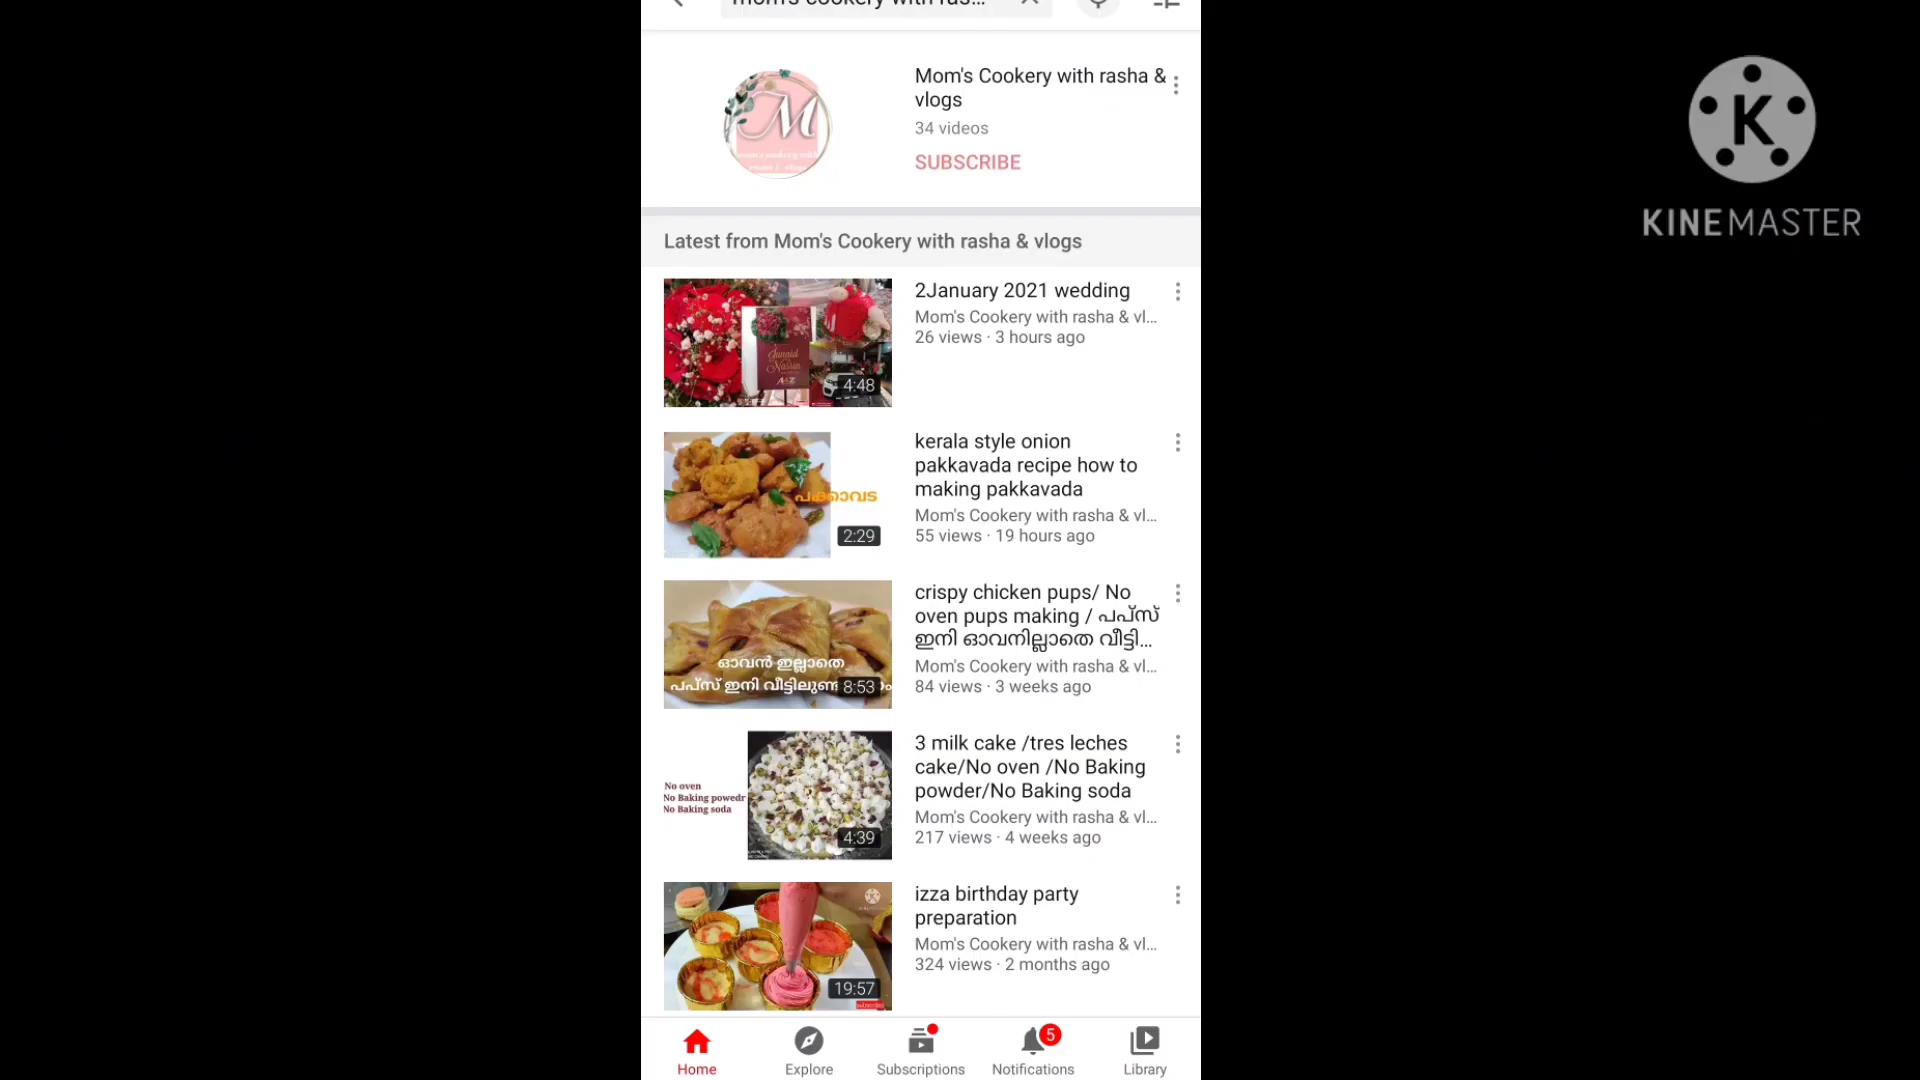 Mom's Cookery with rasha &
vlogs
34 videos
SUBSCRIBE
M
K
KINEMASTER
Latest from Mom's Cookery with rasha & vlogs
2January 2021 wedding
Mom's Cookery with rasha & vl...
26 views · 3 hours ago
4:48
kerala style onion
pakkavada recipe how to
making pakkavada
Mom's Cookery with rasha & vl...
55 views · 19 hours ago
പക്കാവട
2:29
crispy chicken pups/ No
oven pups making / പപ്സ്
ഇനി ഓവനില്ലാതെ വീട്ടി...
Mom's Cookery with rasha & vl...
84 views · 3 weeks ago
ഓവൻ ഇല്ലാതെ
പപ്സ് ഇനി വീട്ടിലുണ്ട
8:53
3 milk cake /tres leches
cake/No oven /No Baking
powder/No Baking soda
Mom's Cookery with rasha & vl...
217 views · 4 weeks ago
No oven
No Baking powedr
No Baking soda
4:39
izza birthday party
preparation
Mom's Cookery with rasha & vl...
324 views · 2 months ago
19:57
5
Home
Explore
Subscriptions
Notifications
Library